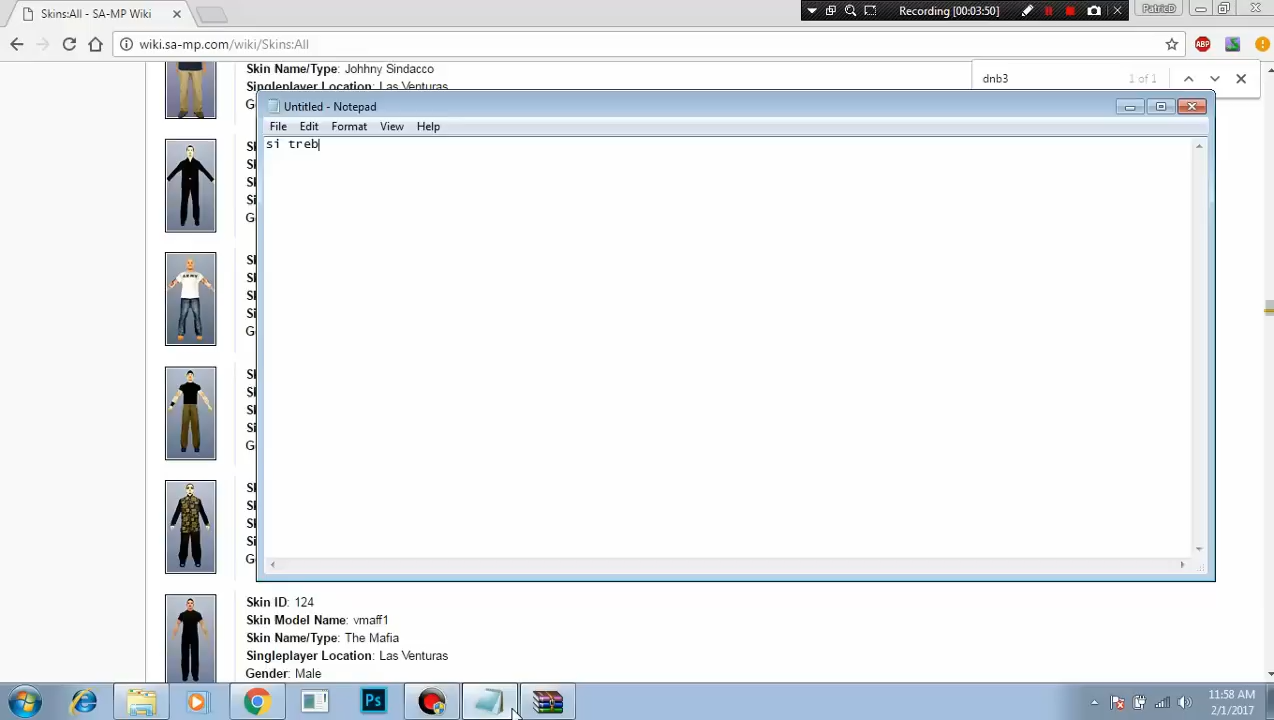 Skins:All - SA-MP Wiki
Recording [00:03:50]
PatricD
wiki.sa-mp.com/wiki/Skins:All
ABP
Skin Name/Type: Johhny Sindacco
Singleplayer Location: Las Venturas
dnb3
1 of 1
Untitled - Notepad
File Edit Format View Help
si treb
Skin ID: 124
Skin Model Name: vmaff1
Skin Name/Type: The Mafia
Singleplayer Location: Las Venturas
Gender: Male
Ps
11:58 AM
2/1/2017